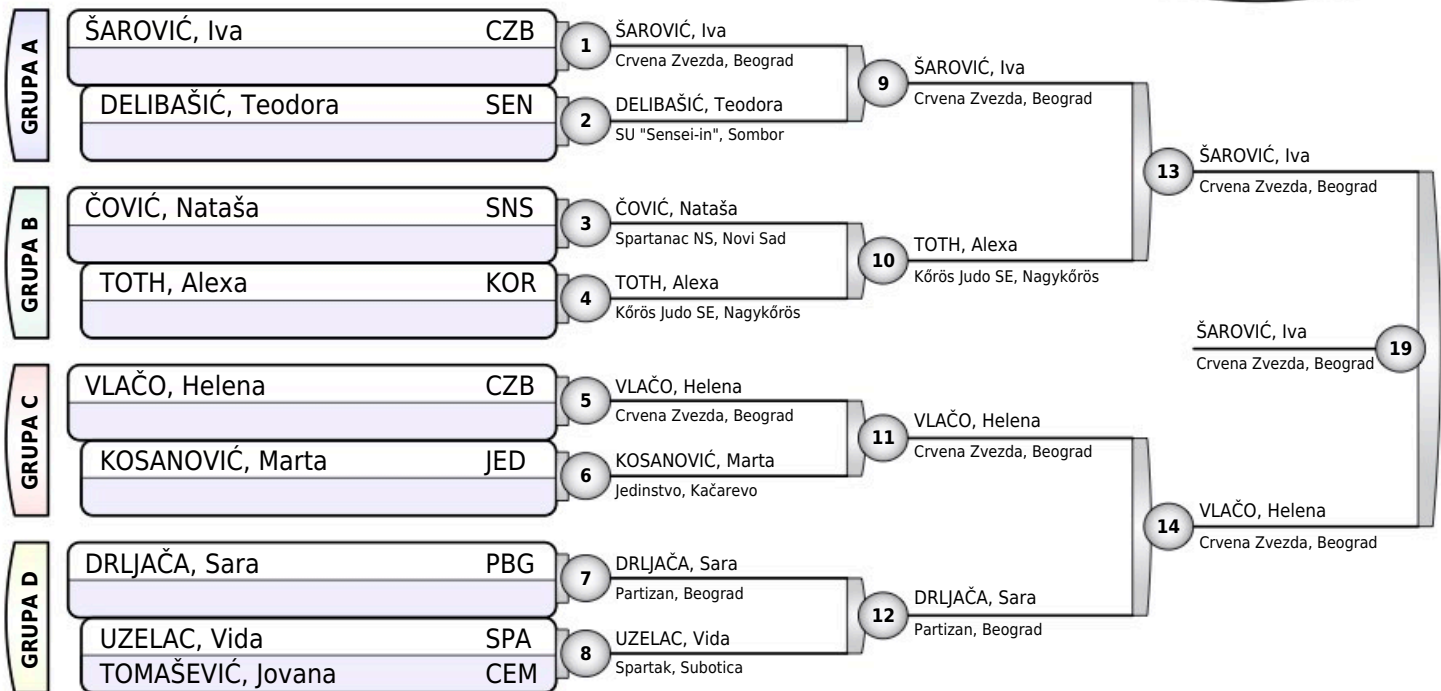 GRUPA A
ŠAROVIĆ, Iva CZB
DELIBAŠIĆ, Teodora SEN
GRUPA B
ČOVIĆ, Nataša SNS
TOTH, Alexa KOR
GRUPA C
VLAČO, Helena CZB
KOSANOVIĆ, Marta JED
GRUPA D
DRLJAČA, Sara PBG
UZELAC, Vida SPA
TOMAŠEVIĆ, Jovana CEM
1
ŠAROVIĆ, Iva
Crvena Zvezda, Beograd
2
DELIBAŠIĆ, Teodora
SU "Sensei-in", Sombor
3
ČOVIĆ, Nataša
Spartanac NS, Novi Sad
4
TOTH, Alexa
Kőrös Judo SE, Nagykőrös
5
VLAČO, Helena
Crvena Zvezda, Beograd
6
KOSANOVIĆ, Marta
Jedinstvo, Kačarevo
7
DRLJAČA, Sara
Partizan, Beograd
8
UZELAC, Vida
Spartak, Subotica
9
ŠAROVIĆ, Iva
Crvena Zvezda, Beograd
10
TOTH, Alexa
Kőrös Judo SE, Nagykőrös
11
VLAČO, Helena
Crvena Zvezda, Beograd
12
DRLJAČA, Sara
Partizan, Beograd
13
ŠAROVIĆ, Iva
Crvena Zvezda, Beograd
14
VLAČO, Helena
Crvena Zvezda, Beograd
ŠAROVIĆ, Iva
Crvena Zvezda, Beograd
19